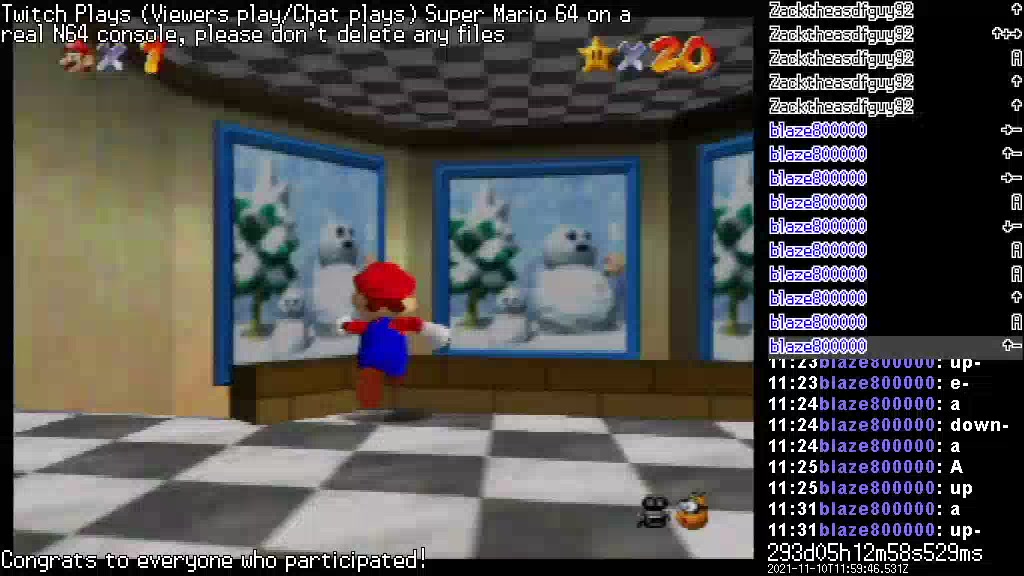 Twitch Plays (Viewers play/Chat plays) Super Mario 64 on a
real N64 console, please don't delete any files
x 1
x 20
Zacktheasdfguy92 ↑
Zacktheasdfguy92 ↑++
Zacktheasdfguy92 A
Zacktheasdfguy92 ↑
Zacktheasdfguy92 ↑
blaze800000 →-
blaze800000 ↑-
blaze800000 →-
blaze800000 A
blaze800000 ↓-
blaze800000 A
blaze800000 A
blaze800000 ↑
blaze800000 A
blaze800000 ↑-
11:23blaze800000: up-
11:23blaze800000: e-
11:24blaze800000: a
11:24blaze800000: down-
11:24blaze800000: a
11:25blaze800000: A
11:25blaze800000: up
11:31blaze800000: a
11:31blaze800000: up-
293d05h12m58s529ms
2021-11-10T11:59:46.531Z
Congrats to everyone who participated!